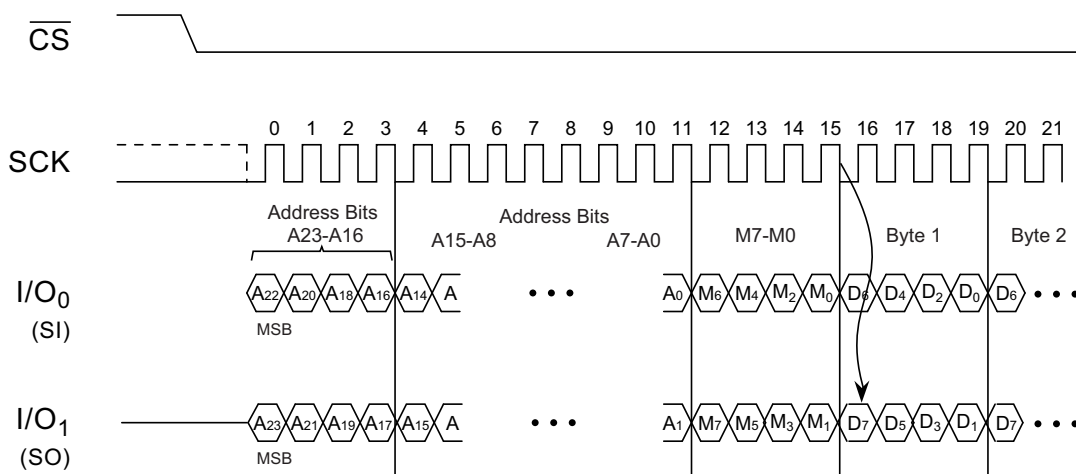 CS
0 1 2 3 4 5 6 7 8 9 10 11 12 13 14 15 16 17 18 19 20 21
SCK
Address Bits
A23-A16
Address Bits
A15-A8 A7-A0 M7-M0 Byte 1 Byte 2
I/O0 A22 A20 A18 A16 A14 A • • • A0 M6 M4 M2 M0 D6 D4 D2 D0 D6 • • •
(SI) MSB
I/O1 A23 A21 A19 A17 A15 A • • • A1 M7 M5 M3 M1 D7 D5 D3 D1 D7 • • •
(SO) MSB